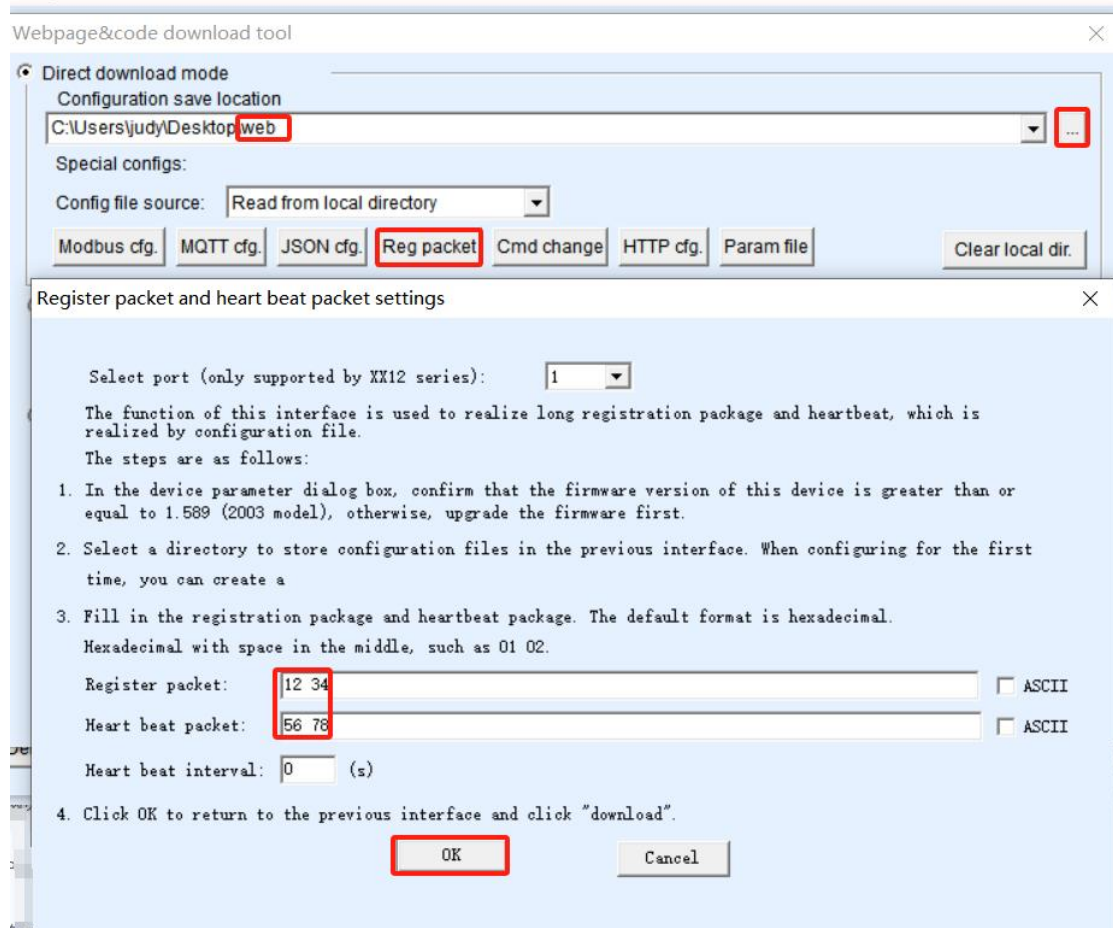 Webpage&code download tool
Direct download mode
Configuration save location
C:\Users\judy\Desktop\web
...
Special configs:
Config file source: Read from local directory
Modbus cfg. MQTT cfg. JSON cfg. Reg packet Cmd change HTTP cfg. Param file Clear local dir.
Register packet and heart beat packet settings
Select port (only supported by XX12 series): 1
The function of this interface is used to realize long registration package and heartbeat, which is
realized by configuration file.
The steps are as follows:
1. In the device parameter dialog box, confirm that the firmware version of this device is greater than or
equal to 1.589 (2003 model), otherwise, upgrade the firmware first.
2. Select a directory to store configuration files in the previous interface. When configuring for the first
time, you can create a
3. Fill in the registration package and heartbeat package. The default format is hexadecimal.
Hexadecimal with space in the middle, such as 01 02.
Register packet: 12 34 ASCII
Heart beat packet: 56 78 ASCII
Heart beat interval: 0 (s)
4. Click OK to return to the previous interface and click "download".
OK Cancel